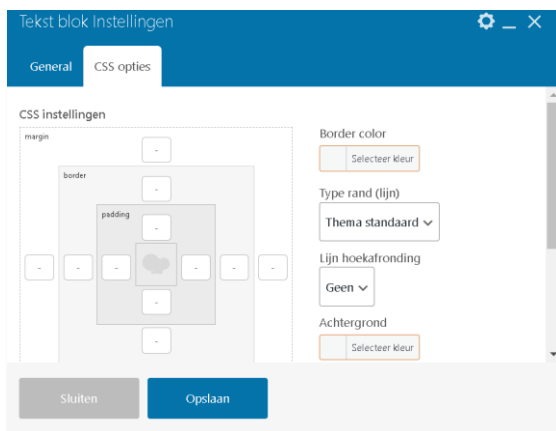 Tekst blok Instellingen
General
CSS opties
CSS instellingen
margin
-
border
-
padding
-
-
-
-
-
-
-
-
-
Border color
Selecteer kleur
Type rand (lijn)
Thema standaard
Lijn hoekafronding
Geen
Achtergrond
Selecteer kleur
Sluiten
Opslaan